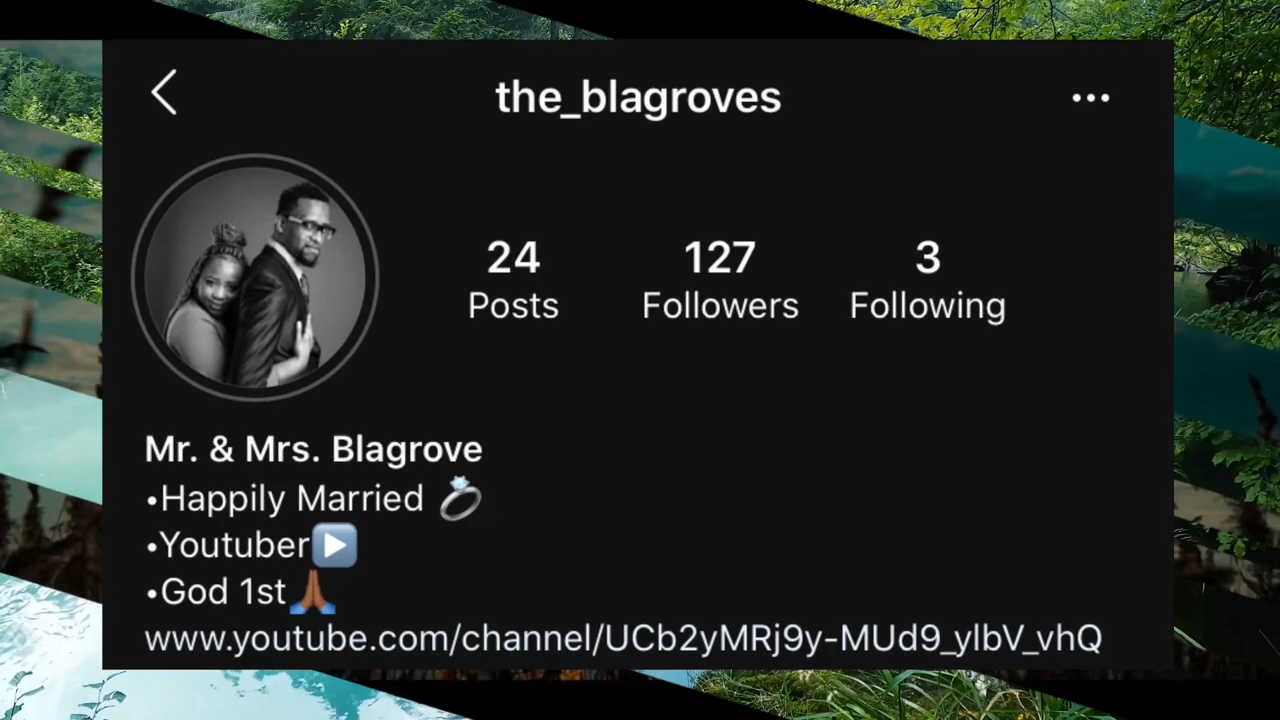 the_blagroves
24 127 3
Posts Followers Following
Mr. & Mrs. Blagrove
•Happily Married 💍
•Youtuber▶️
•God 1st🙏🏾
www.youtube.com/channel/UCb2yMRj9y-MUd9_ylbV_vhQ